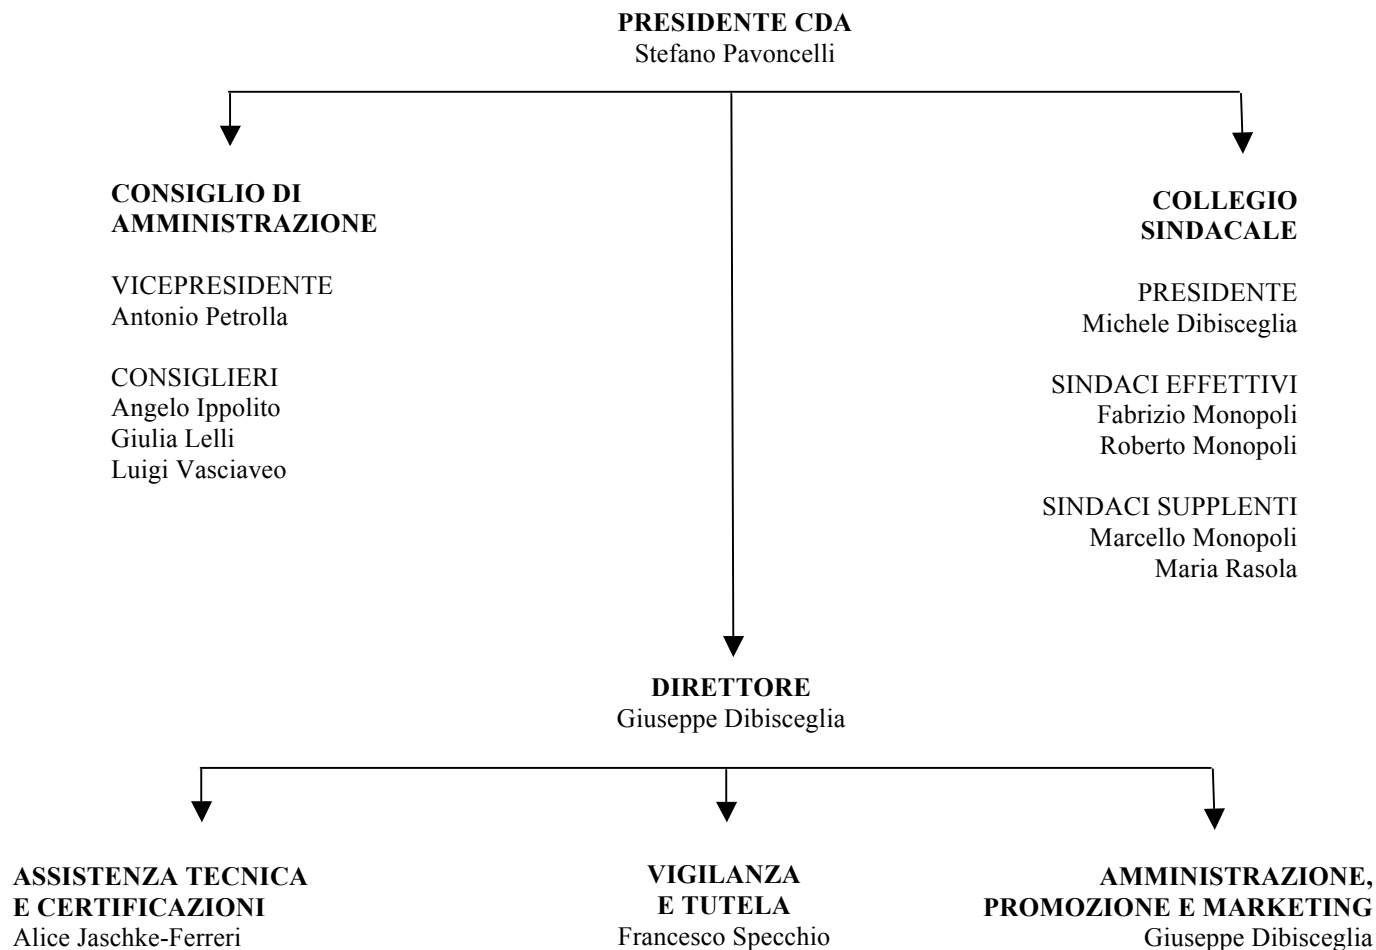 PRESIDENTE CDA
Stefano Pavoncelli
CONSIGLIO DI
AMMINISTRAZIONE
VICEPRESIDENTE
Antonio Petrolla
CONSIGLIERI
Angelo Ippolito
Giulia Lelli
Luigi Vasciaveo
COLLEGIO
SINDACALE
PRESIDENTE
Michele Dibisceglia
SINDACI EFFETTIVI
Fabrizio Monopoli
Roberto Monopoli
SINDACI SUPPLENTI
Marcello Monopoli
Maria Rasola
DIRETTORE
Giuseppe Dibisceglia
ASSISTENZA TECNICA
E CERTIFICAZIONI
Alice Jaschke-Ferreri
VIGILANZA
E TUTELA
Francesco Specchio
AMMINISTRAZIONE,
PROMOZIONE E MARKETING
Giuseppe Dibisceglia